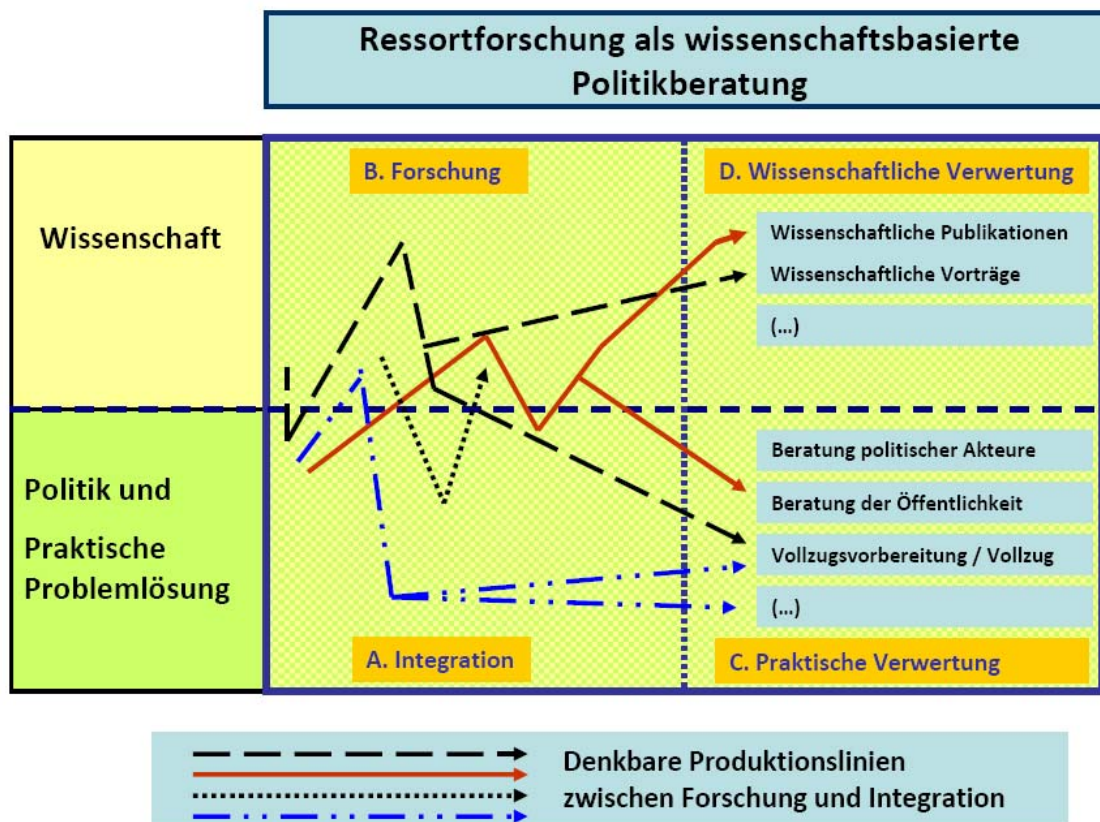 Ressortforschung als wissenschaftsbasierte
Politikberatung
B. Forschung
D. Wissenschaftliche Verwertung
Wissenschaft
Wissenschaftliche Publikationen
Wissenschaftliche Vorträge
(...)
Politik und
Praktische
Problemlösung
Beratung politischer Akteure
Beratung der Öffentlichkeit
Vollzugsvorbereitung / Vollzug
(...)
A. Integration
C. Praktische Verwertung
Denkbare Produktionslinien
zwischen Forschung und Integration